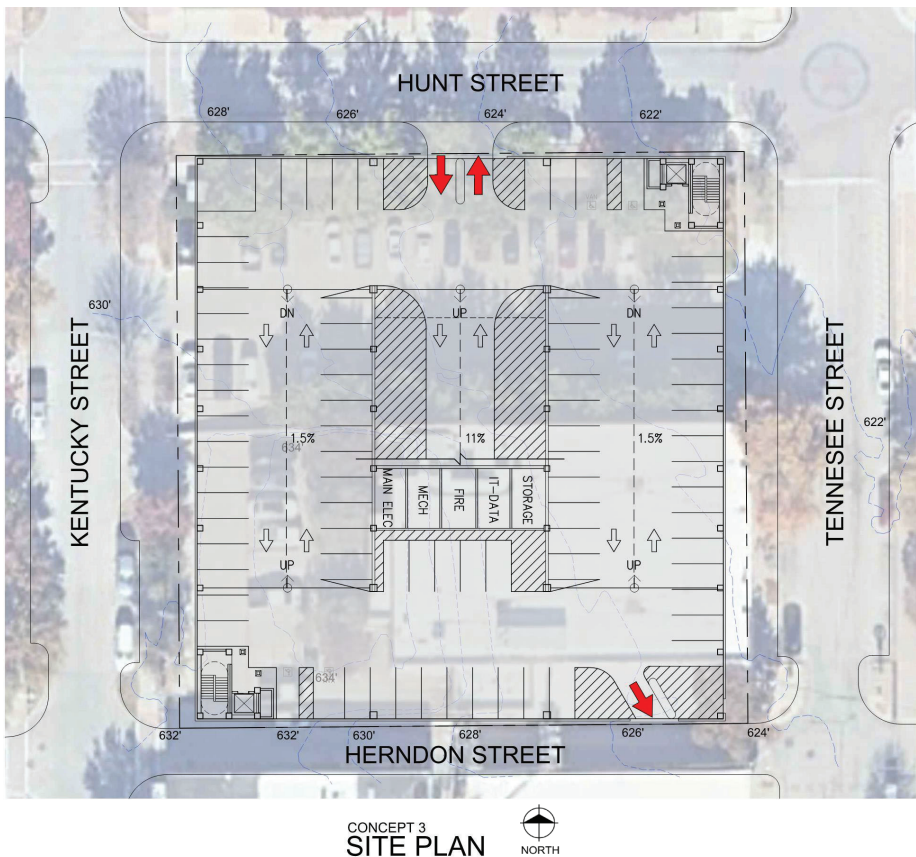 HUNT STREET
628'
626'
624'
622'
630'
DN
UP
DN
KENTUCKY STREET
TENNESEE STREET
622'
1.5%
11%
1.5%
634'
MAIN ELEC
MECH
FIRE
IT-DATA
STORAGE
UP
UP
634'
632'
632'
630'
628'
626'
624'
HERNDON STREET
CONCEPT 3
SITE PLAN
NORTH